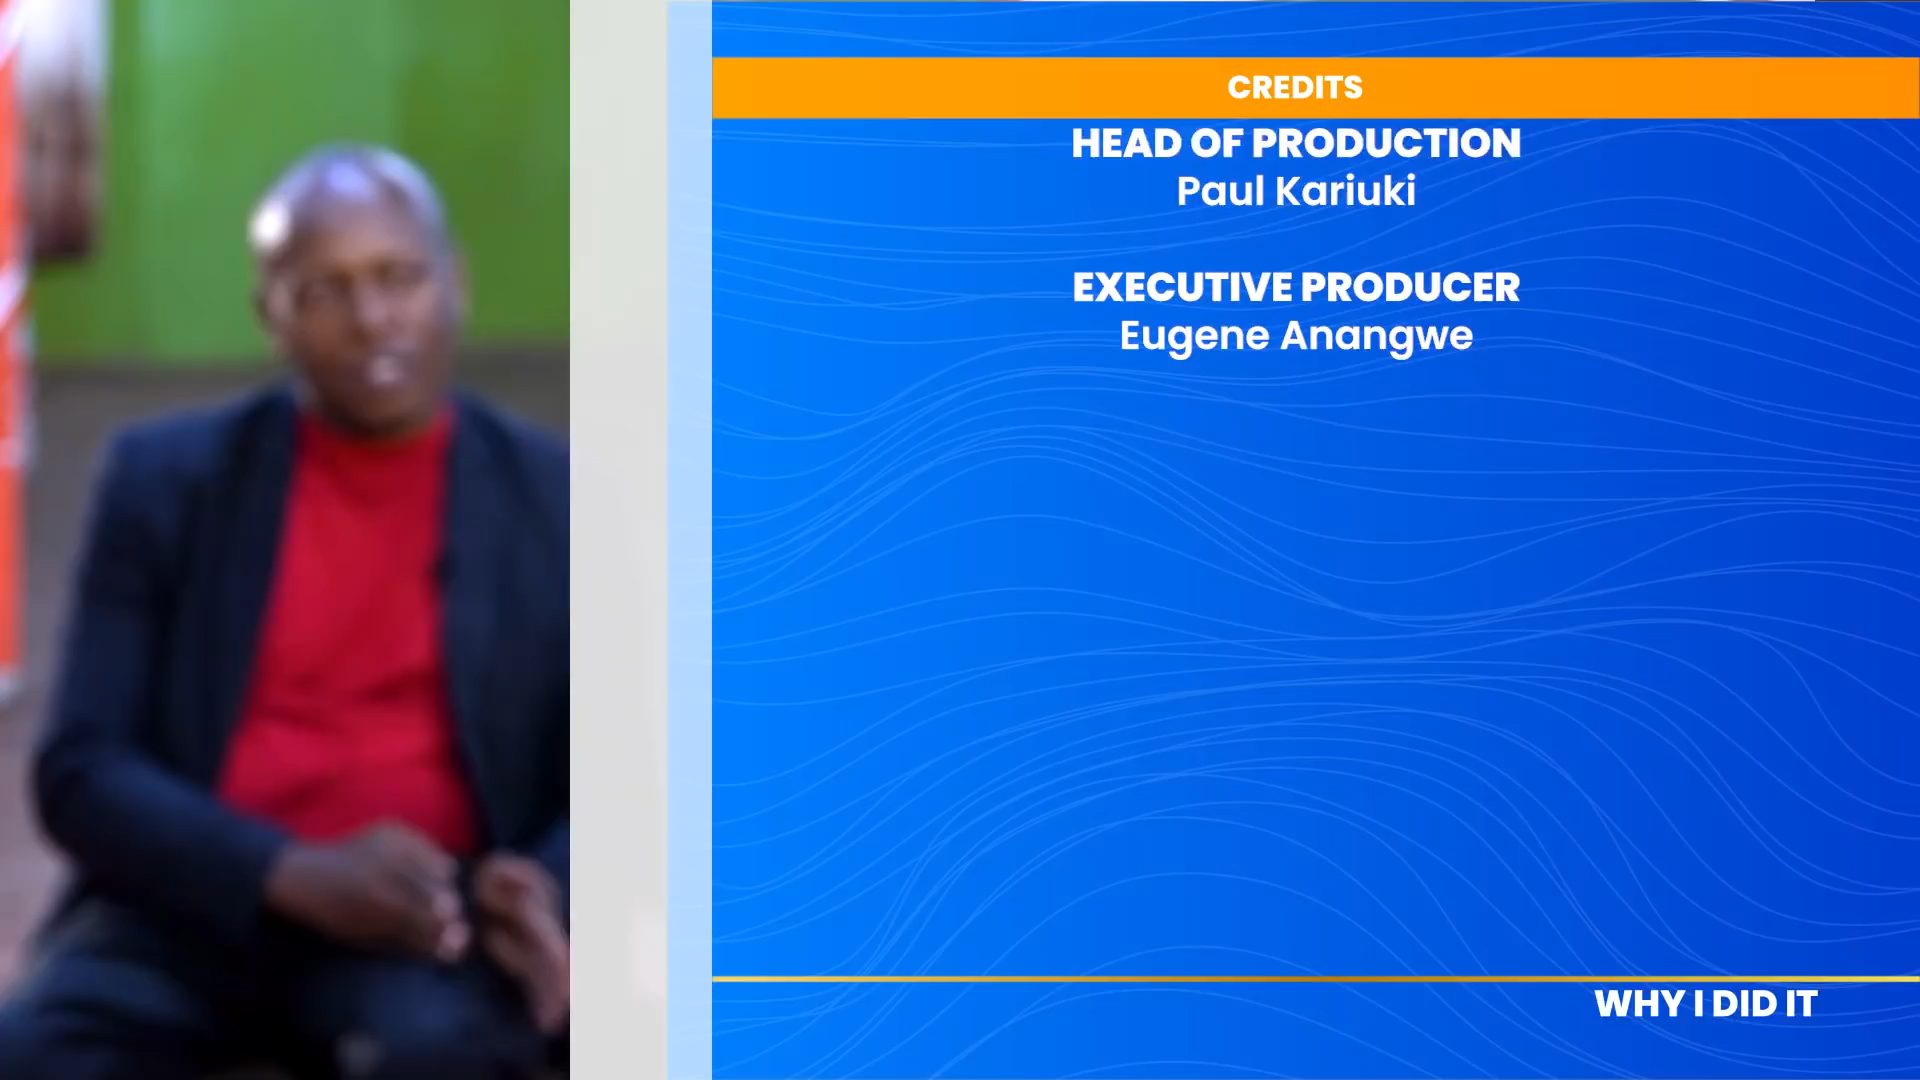 CREDITS
HEAD OF PRODUCTION
Paul Kariuki
EXECUTIVE PRODUCER
Eugene Anangwe
WHY I DID IT